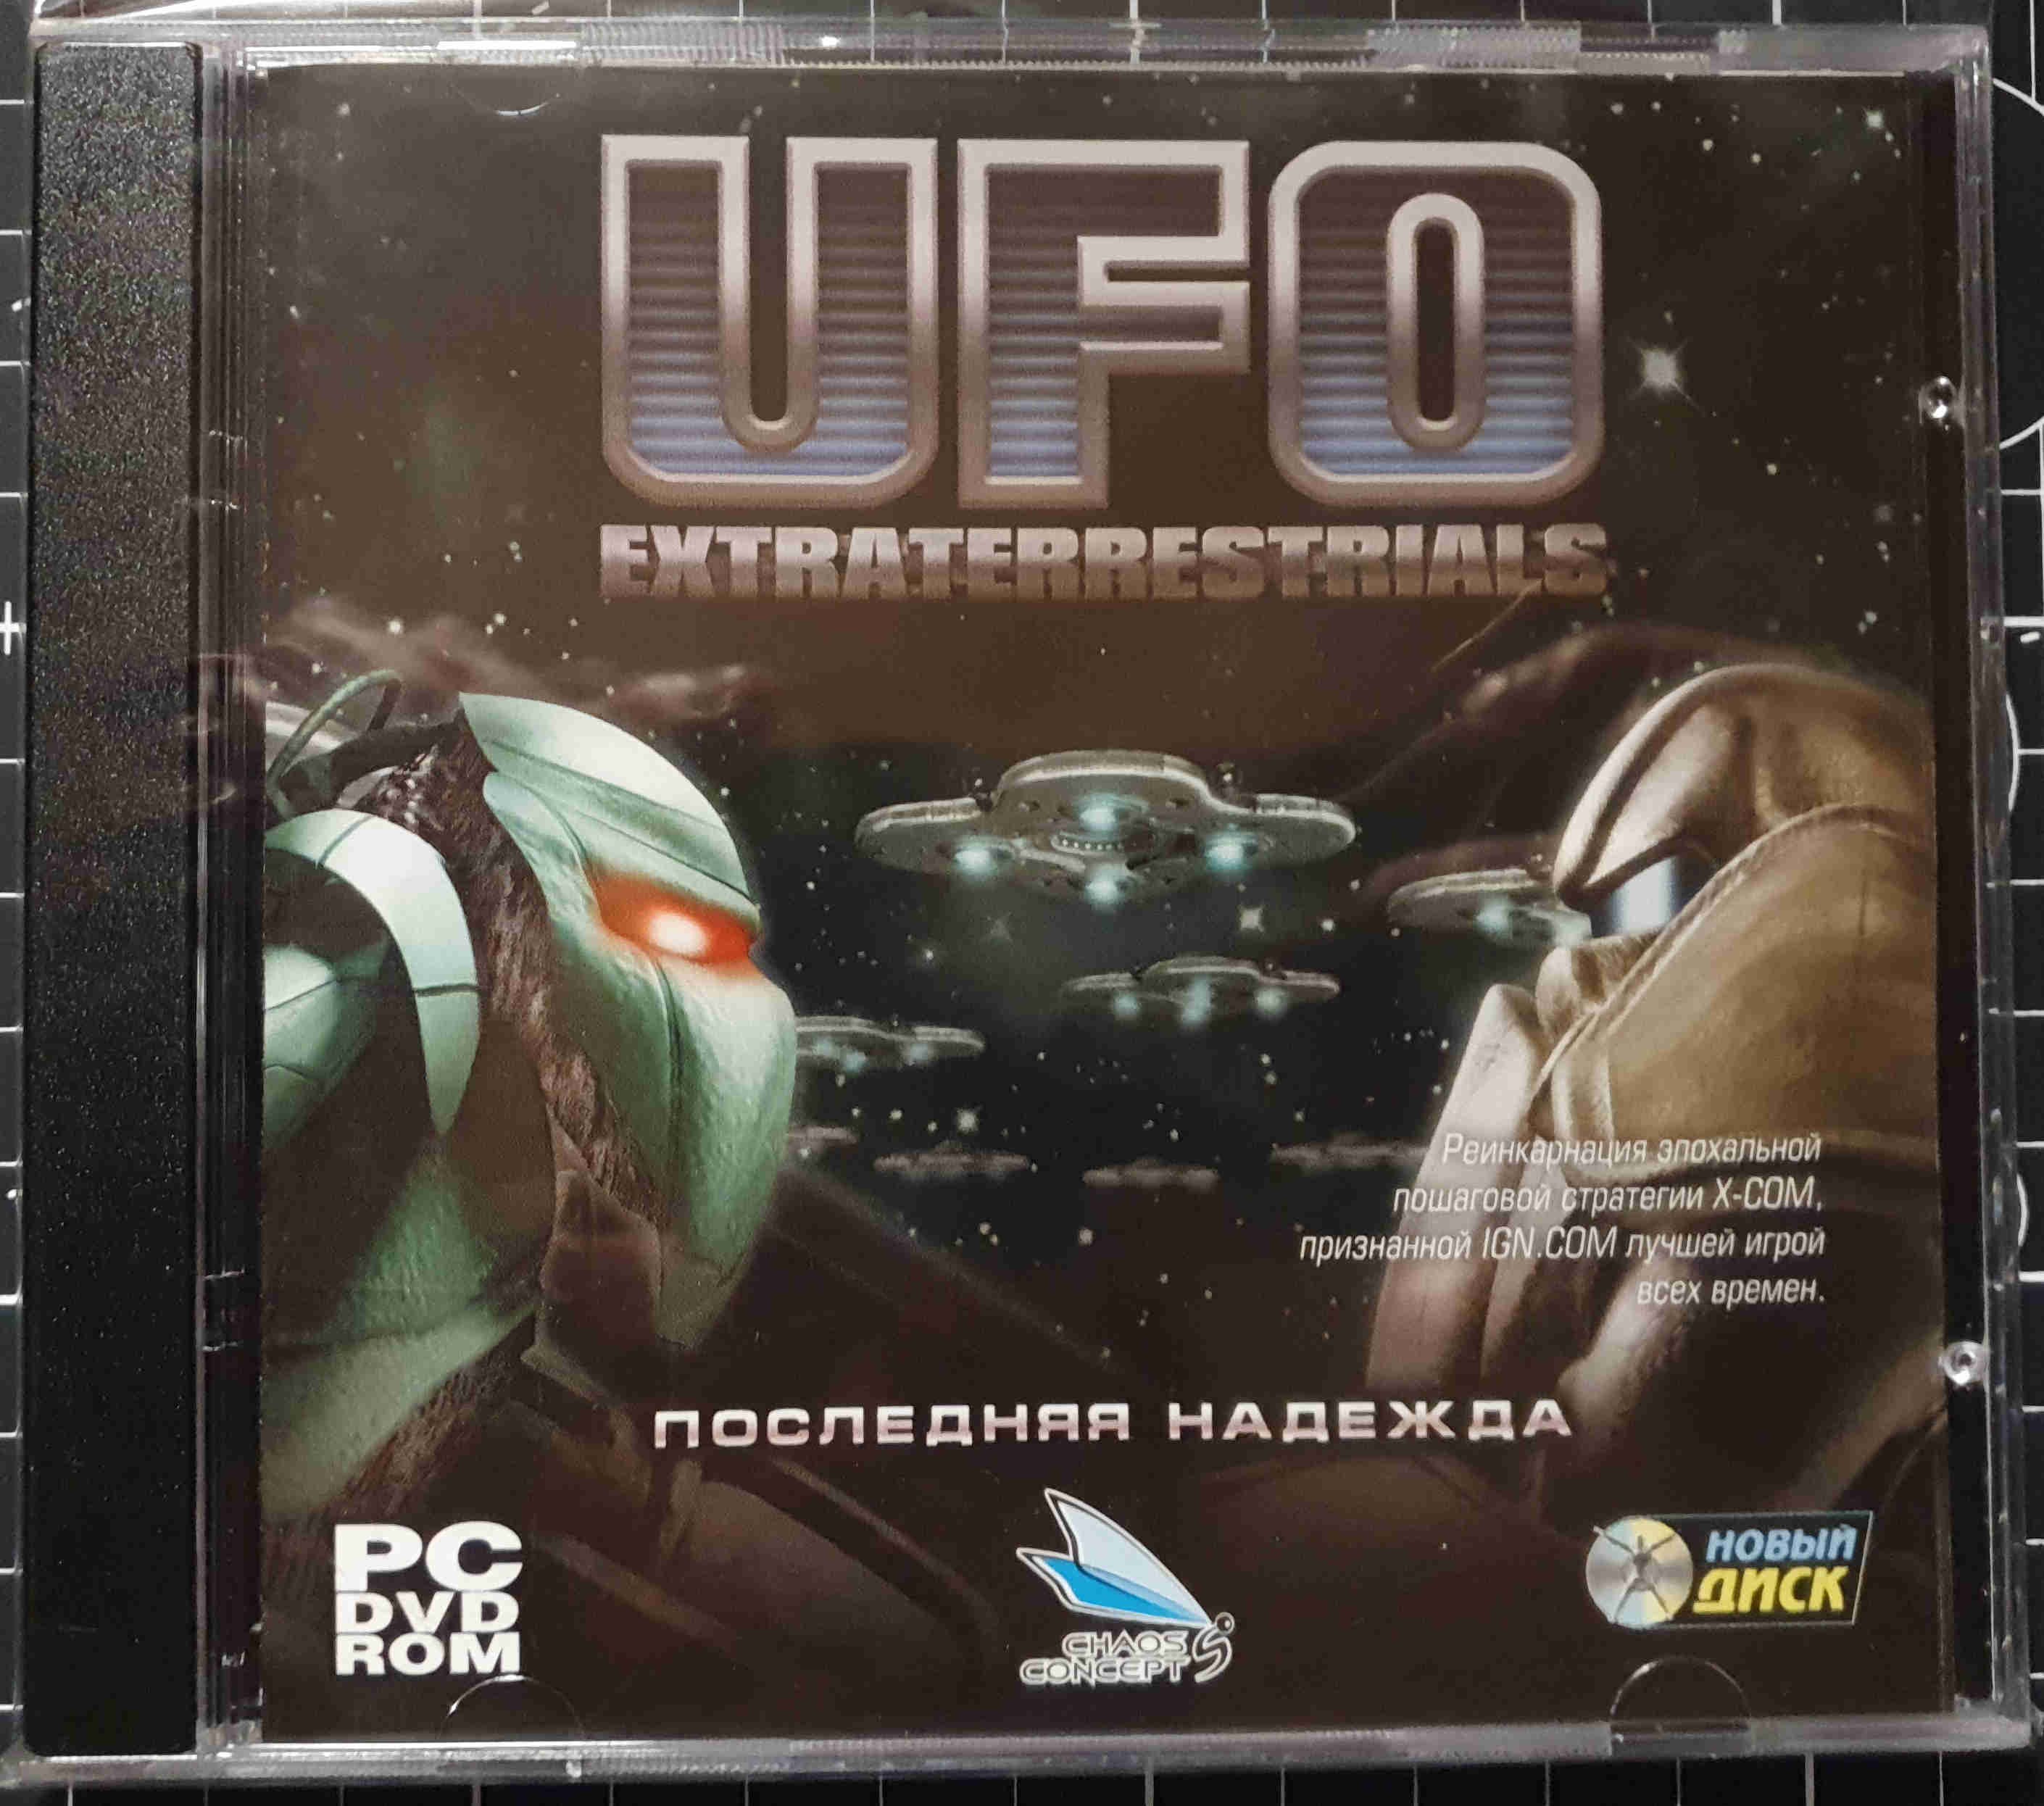 UFO
EXTRATERRESTRIALS
Реинкарнация эпохальной
пошаговой стратегии X-COM,
признанной IGN.COM лучшей игрой
всех времен.
ПОСЛЕДНЯЯ НАДЕЖДА
PC
DVD
ROM
CHAOS
CONCEPT
НОВЫЙ
ДИСК